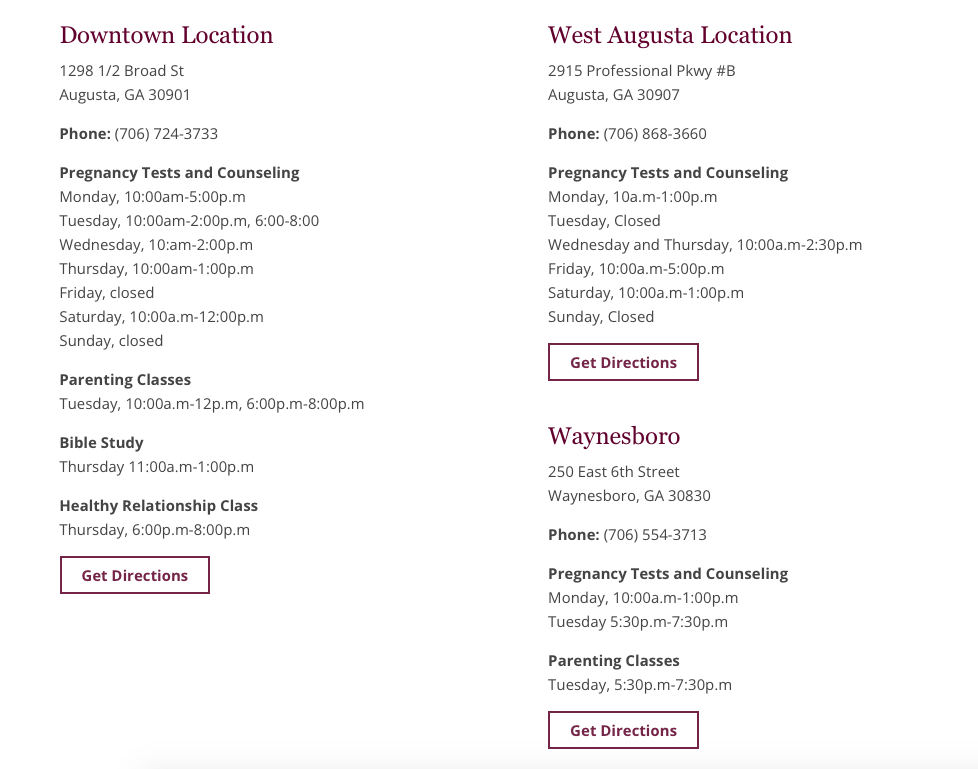 Downtown Location
1298 1/2 Broad St
Augusta, GA 30901
Phone: (706) 724-3733
Pregnancy Tests and Counseling
Monday, 10:00am-5:00p.m
Tuesday, 10:00am-2:00p.m, 6:00-8:00
Wednesday, 10:am-2:00p.m
Thursday, 10:00am-1:00p.m
Friday, closed
Saturday, 10:00a.m-12:00p.m
Sunday, closed
Parenting Classes
Tuesday, 10:00a.m-12p.m, 6:00p.m-8:00p.m
Bible Study
Thursday 11:00a.m-1:00p.m
Healthy Relationship Class
Thursday, 6:00p.m-8:00p.m
Get Directions
West Augusta Location
2915 Professional Pkwy #B
Augusta, GA 30907
Phone: (706) 868-3660
Pregnancy Tests and Counseling
Monday, 10a.m-1:00p.m
Tuesday, Closed
Wednesday and Thursday, 10:00a.m-2:30p.m
Friday, 10:00a.m-5:00p.m
Saturday, 10:00a.m-1:00p.m
Sunday, Closed
Get Directions
Waynesboro
250 East 6th Street
Waynesboro, GA 30830
Phone: (706) 554-3713
Pregnancy Tests and Counseling
Monday, 10:00a.m-1:00p.m
Tuesday 5:30p.m-7:30p.m
Parenting Classes
Tuesday, 5:30p.m-7:30p.m
Get Directions